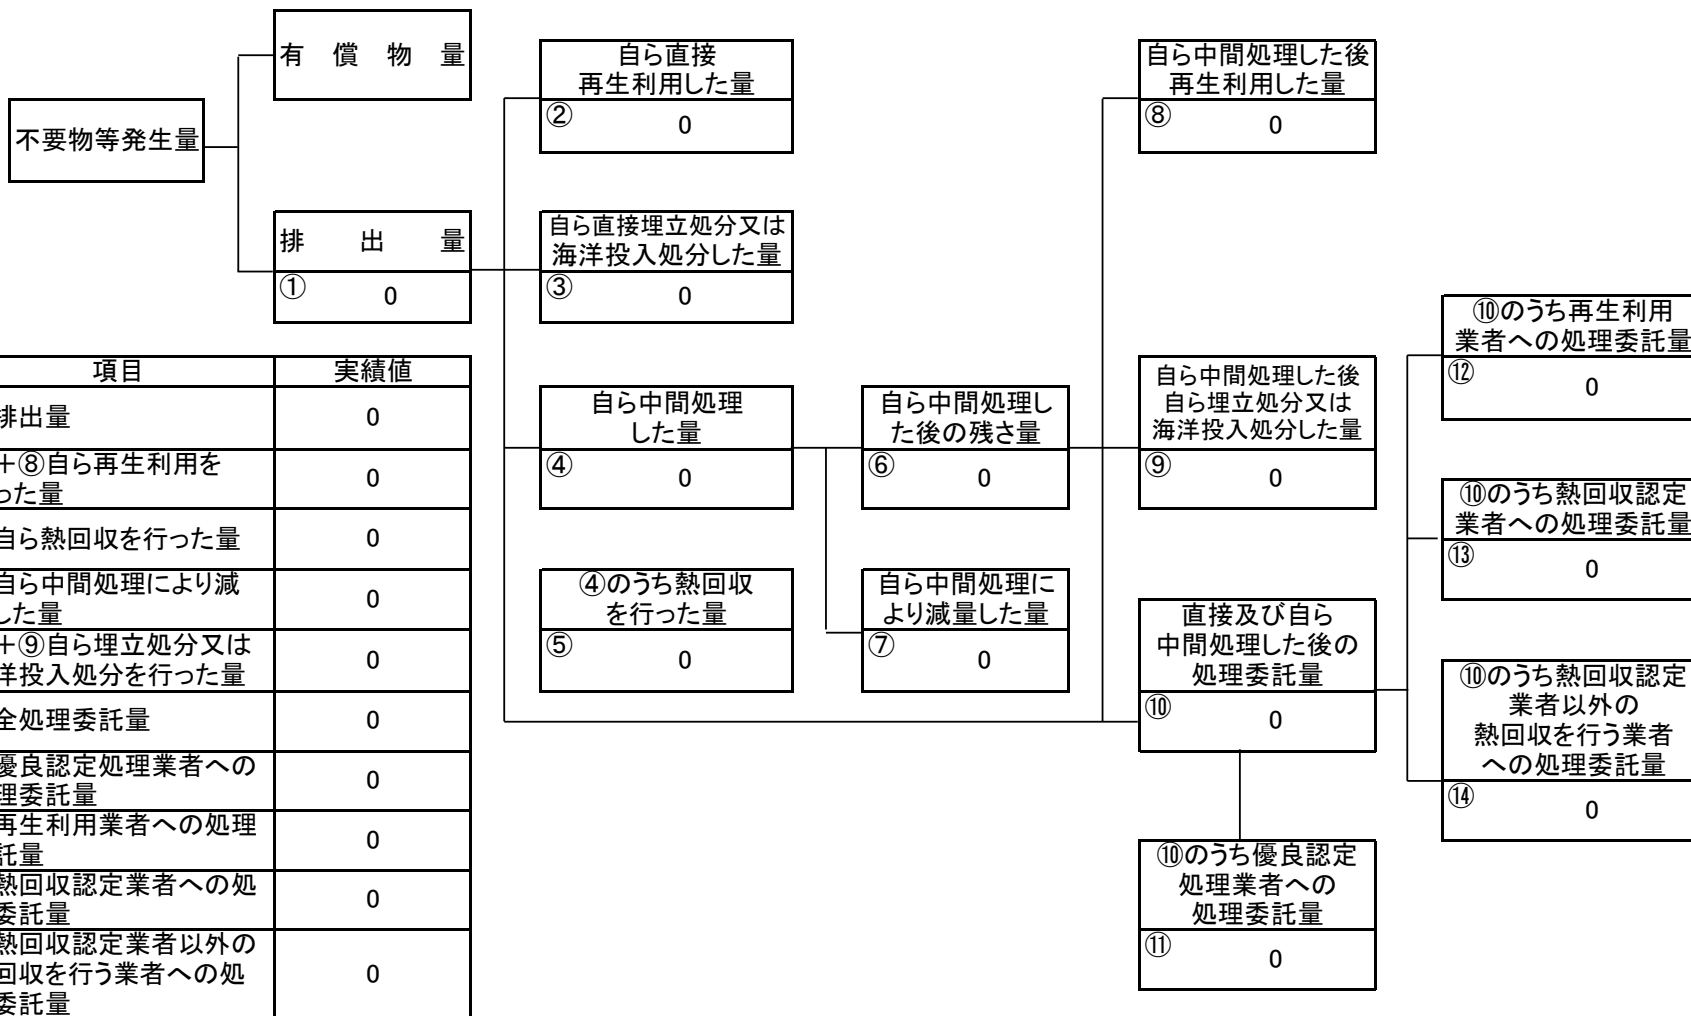 有償物量
不要物等発生量
排出量
①
0
自ら直接
再生利用した量
②
0
自ら直接埋立処分又は
海洋投入処分した量
③
0
自ら中間処理
した量
④
0
④のうち熱回収
を行った量
⑤
0
自ら中間処理し
た後の残さ量
⑥
0
自ら中間処理に
より減量した量
⑦
0
自ら中間処理した後
再生利用した量
⑧
0
自ら中間処理した後
自ら埋立処分又は
海洋投入処分した量
⑨
0
直接及び自ら
中間処理した後の
処理委託量
⑩
0
⑩のうち優良認定
処理業者への
処理委託量
⑪
0
⑩のうち再生利用
業者への処理委託量
⑫
0
⑩のうち熱回収認定
業者への処理委託量
⑬
0
⑩のうち熱回収認定
業者以外の
熱回収を行う業者
への処理委託量
⑭
0
項目 実績値
排出量 0
+⑧自ら再生利用を
った量 0
自ら熱回収を行った量 0
自ら中間処理により減
した量 0
+⑨自ら埋立処分又は
洋投入処分を行った量 0
全処理委託量 0
優良認定処理業者への
理委託量 0
再生利用業者への処理
託量 0
熱回収認定業者への処
委託量 0
熱回収認定業者以外の
回収を行う業者への処
委託量 0